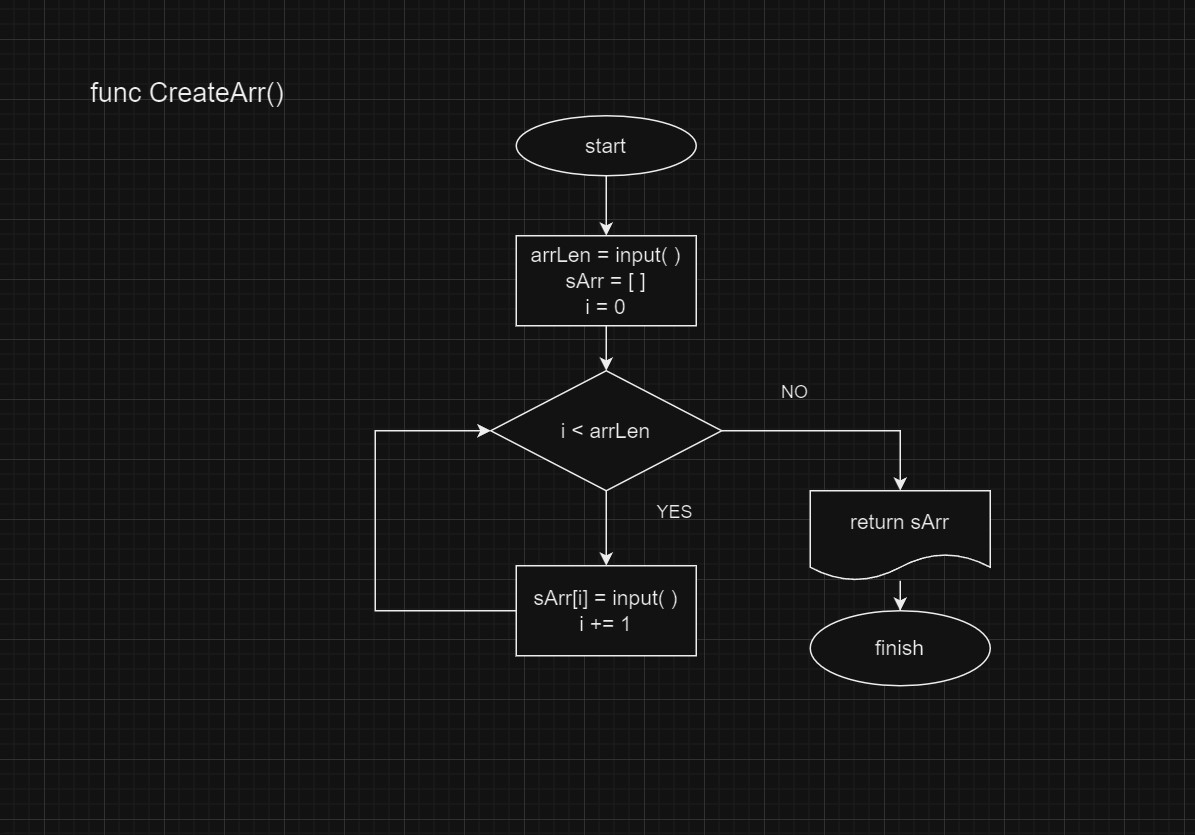 func CreateArr()
start
arrLen = input( )
sArr = [ ]
i = 0
i < arrLen
NO
YES
sArr[i] = input( )
i += 1
return sArr
finish